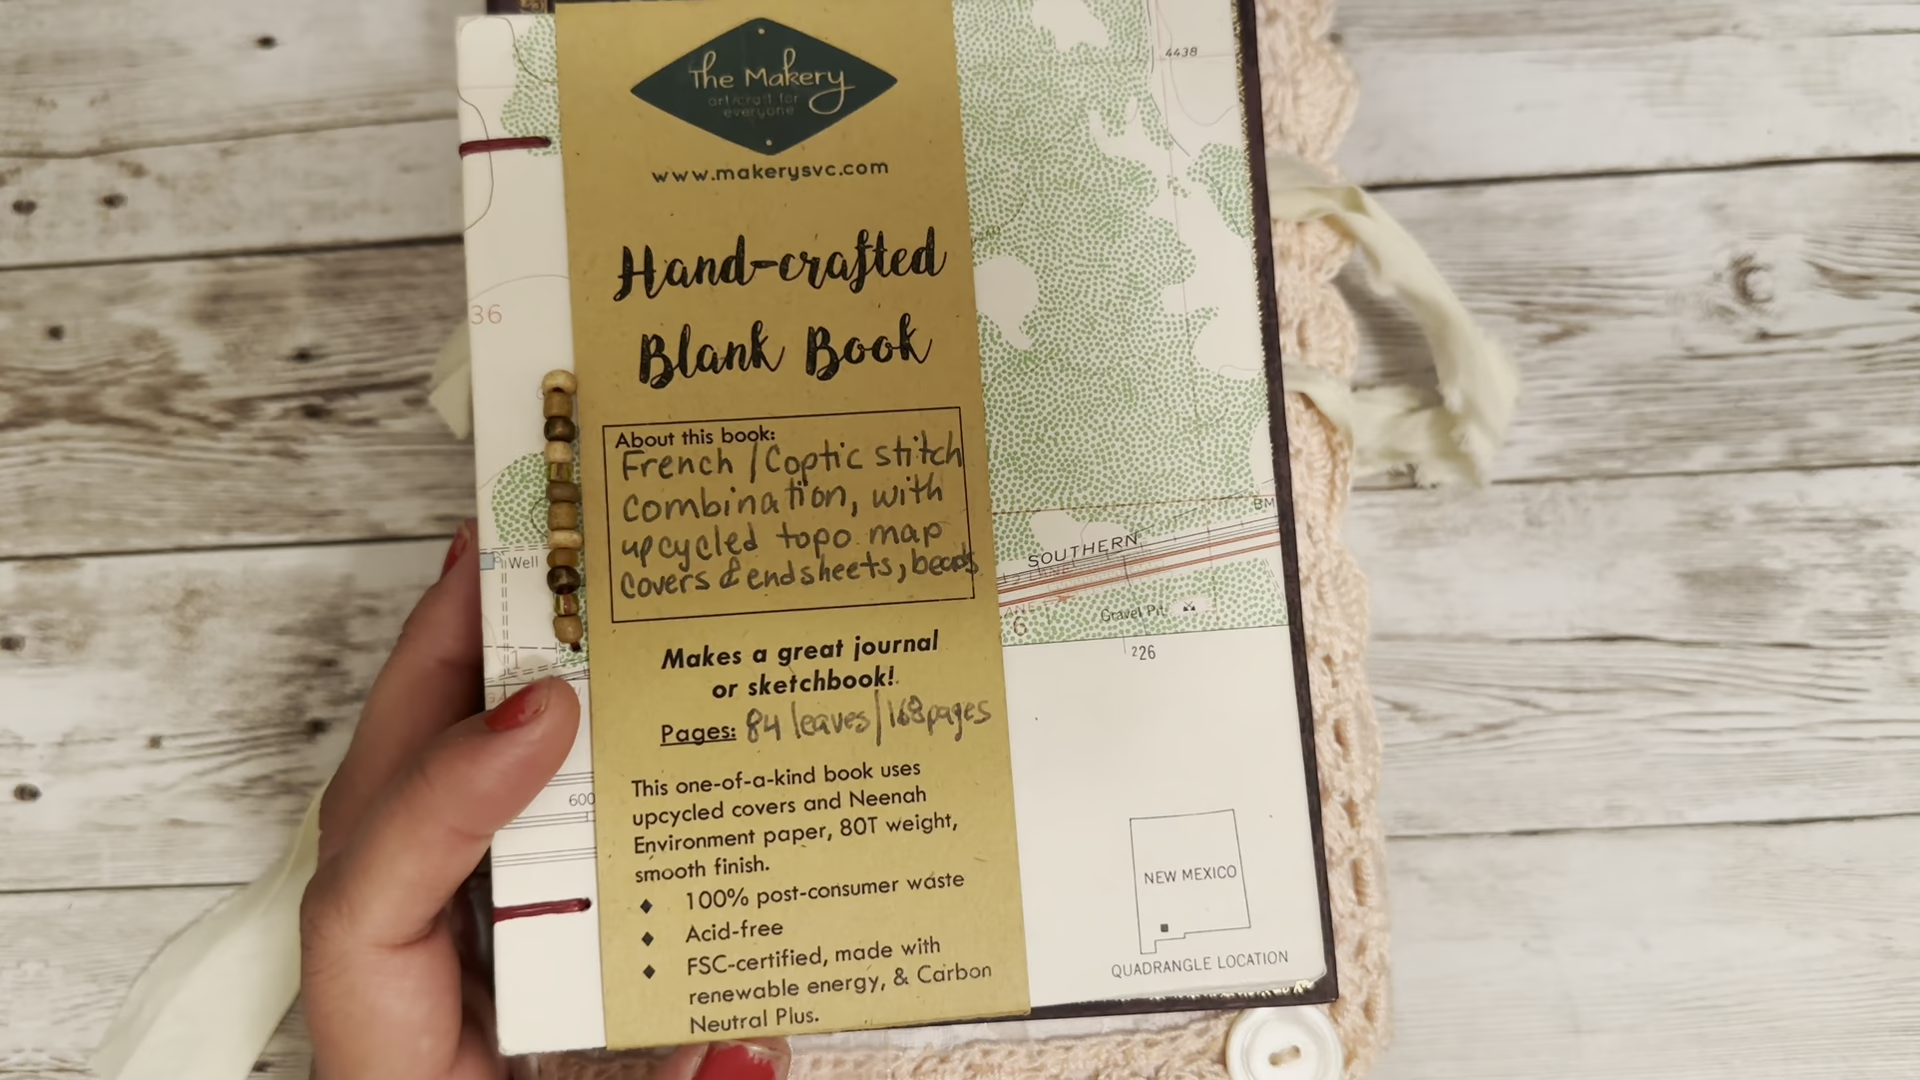 The Makery
art/craft for
everyone
www.makerysvc.com
Hand-crafted
Blank Book
About this book:
French / Coptic stitch
combination, with
upcycled topo map
covers & endsheets, beads
Makes a great journal
or sketchbook!
Pages: 84 leaves/168 pages
This one-of-a-kind book uses
upcycled covers and Neenah
Environment paper, 80T weight,
smooth finish.
♦ 100% post-consumer waste
♦ Acid-free
♦ FSC-certified, made with
renewable energy, & Carbon
Neutral Plus.
36
Well
600
4438
BM
SOUTHERN
Gravel Pit
6
226
NEW MEXICO
QUADRANGLE LOCATION